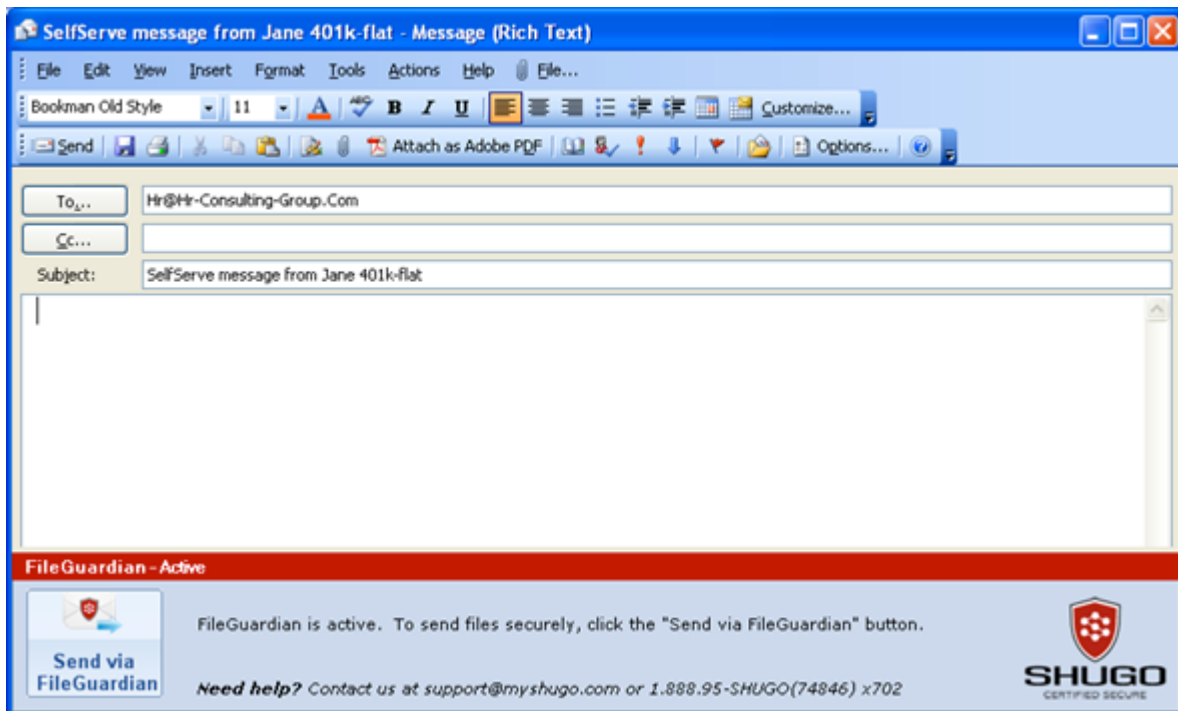 SelfServe message from Jane 401k-flat - Message (Rich Text)
File Edit View Insert Format Tools Actions Help File...
Bookman Old Style 11 A B I U Customize...
Send Attach as Adobe PDF Options...
To... Hr@Hr-Consulting-Group.Com
Cc...
Subject: SelfServe message from Jane 401k-flat
FileGuardian - Active
FileGuardian is active. To send files securely, click the "Send via FileGuardian" button.
Send via
FileGuardian
Need help? Contact us at support@myshugo.com or 1.888.95-SHUGO(74846) x702
SHUGO
CERTIFIED SECURE